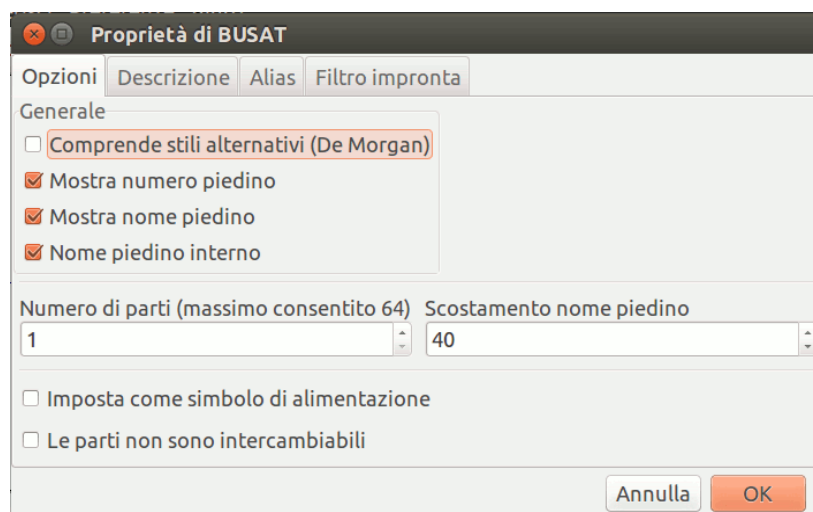 Proprietà di BUSAT
Opzioni Descrizione Alias Filtro impronta
Generale
Comprende stili alternativi (De Morgan)
Mostra numero piedino
Mostra nome piedino
Nome piedino interno
Numero di parti (massimo consentito 64) Scostamento nome piedino
1 40
Imposta come simbolo di alimentazione
Le parti non sono intercambiabili
Annulla OK